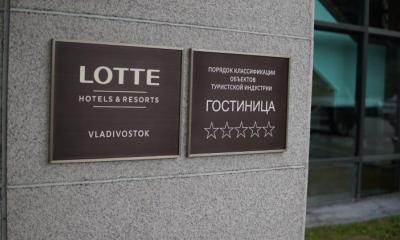 LOTTE
HOTELS & RESORTS
VLADIVOSTOK
ПОРЯДОК КЛАССИФИКАЦИИ
ОБЪЕКТОВ
ТУРИСТСКОЙ ИНДУСТРИИ
ГОСТИНИЦА